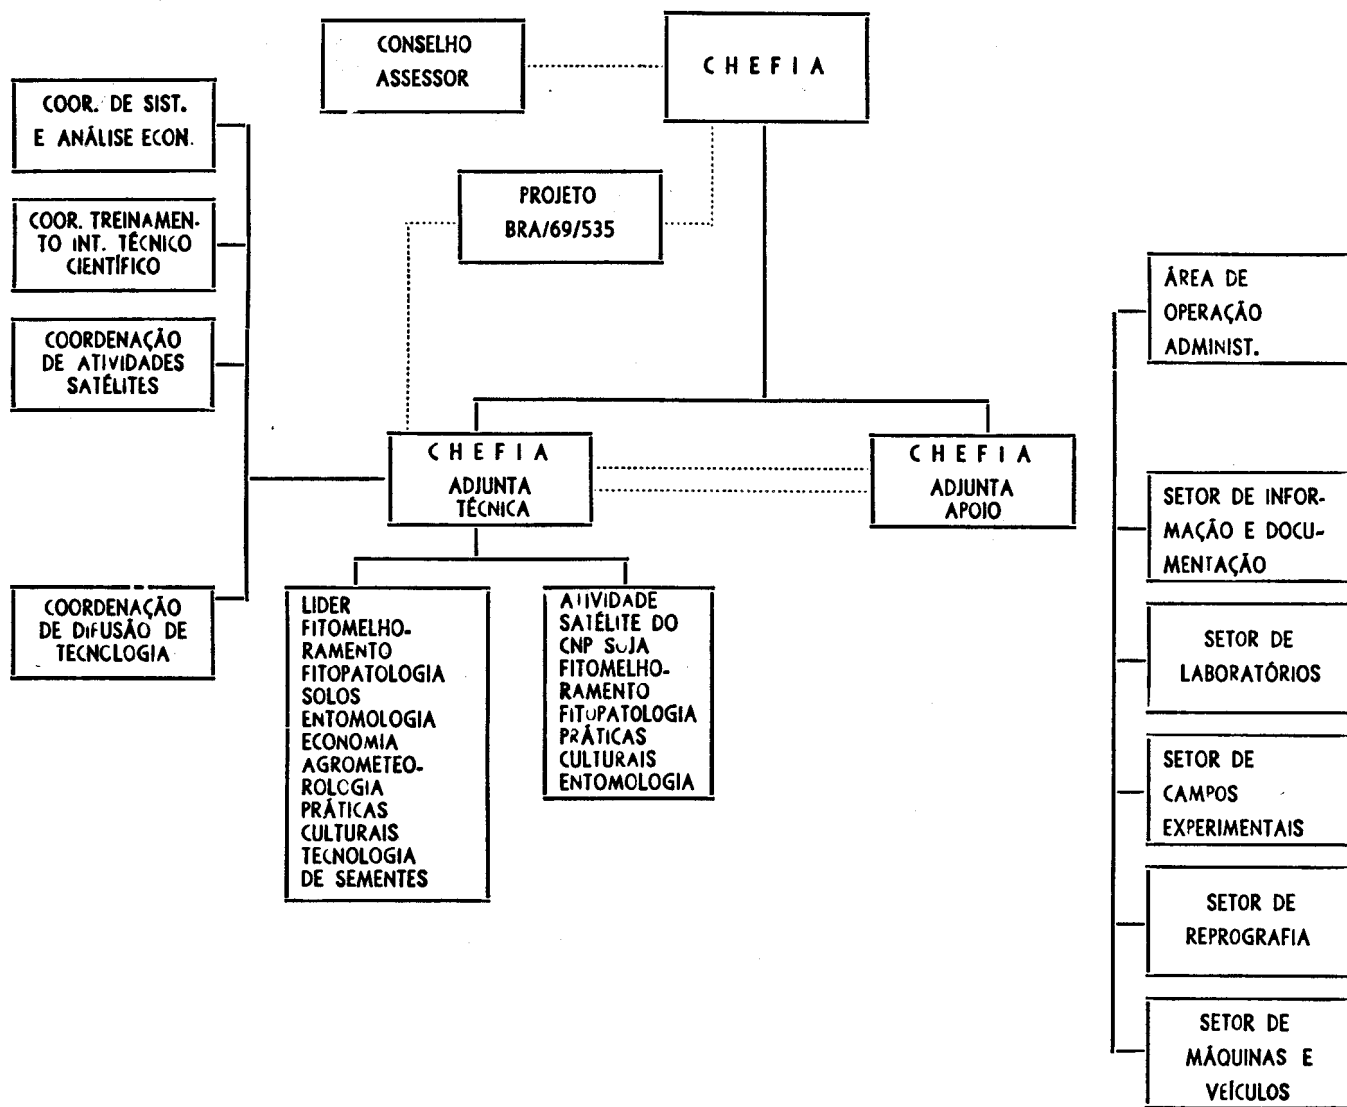 CONSELHO
ASSESSOR
CHEFIA
COOR. DE SIST.
E ANÁLISE ECON.
COOR. TREINAMEN-
TO INT. TÉCNICO
CIENTÍFICO
COORDENAÇÃO
DE ATIVIDADES
SATÉLITES
COORDENAÇÃO
DE DIFUSÃO DE
TECNOLOGIA
PROJETO
BRA/69/535
CHEFIA
ADJUNTA
TÉCNICA
CHEFIA
ADJUNTA
APOIO
LIDER
FITOMELHO-
RAMENTO
FITOPATOLOGIA
SOLOS
ENTOMOLOGIA
ECONOMIA
AGROMETEO-
ROLOGIA
PRÁTICAS
CULTURAIS
TECNOLOGIA
DE SEMENTES
ATIVIDADE
SATÉLITE DO
CNP SOJA
FITOMELHO-
RAMENTO
FITOPATOLOGIA
PRÁTICAS
CULTURAIS
ENTOMOLOGIA
ÁREA DE
OPERAÇÃO
ADMINIST.
SETOR DE INFOR-
MAÇÃO E DOCU-
MENTAÇÃO
SETOR DE
LABORATÓRIOS
SETOR DE
CAMPOS
EXPERIMENTAIS
SETOR DE
REPROGRAFIA
SETOR DE
MÁQUINAS E
VEÍCULOS